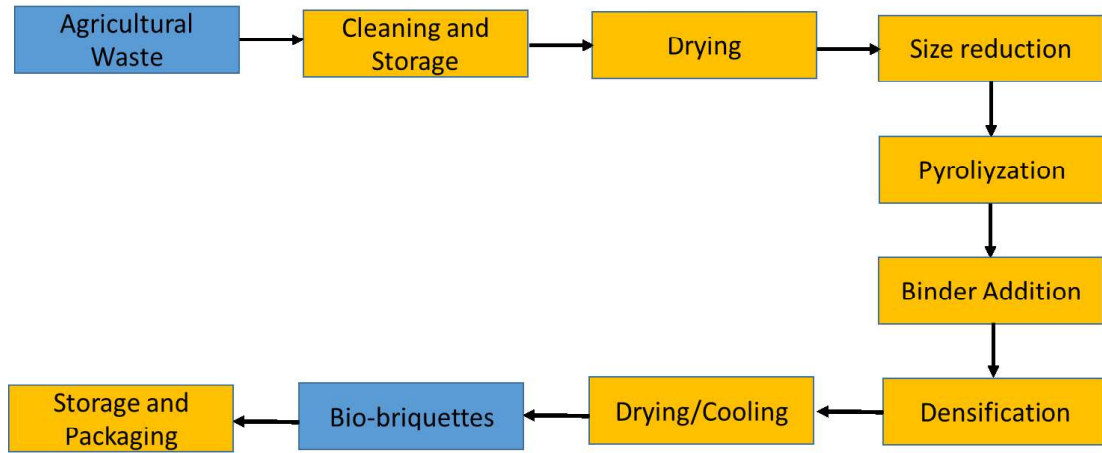 Agricultural
Waste
Cleaning and
Storage
Drying
Size reduction
Pyroliyzation
Binder Addition
Densification
Drying/Cooling
Bio-briquettes
Storage and
Packaging